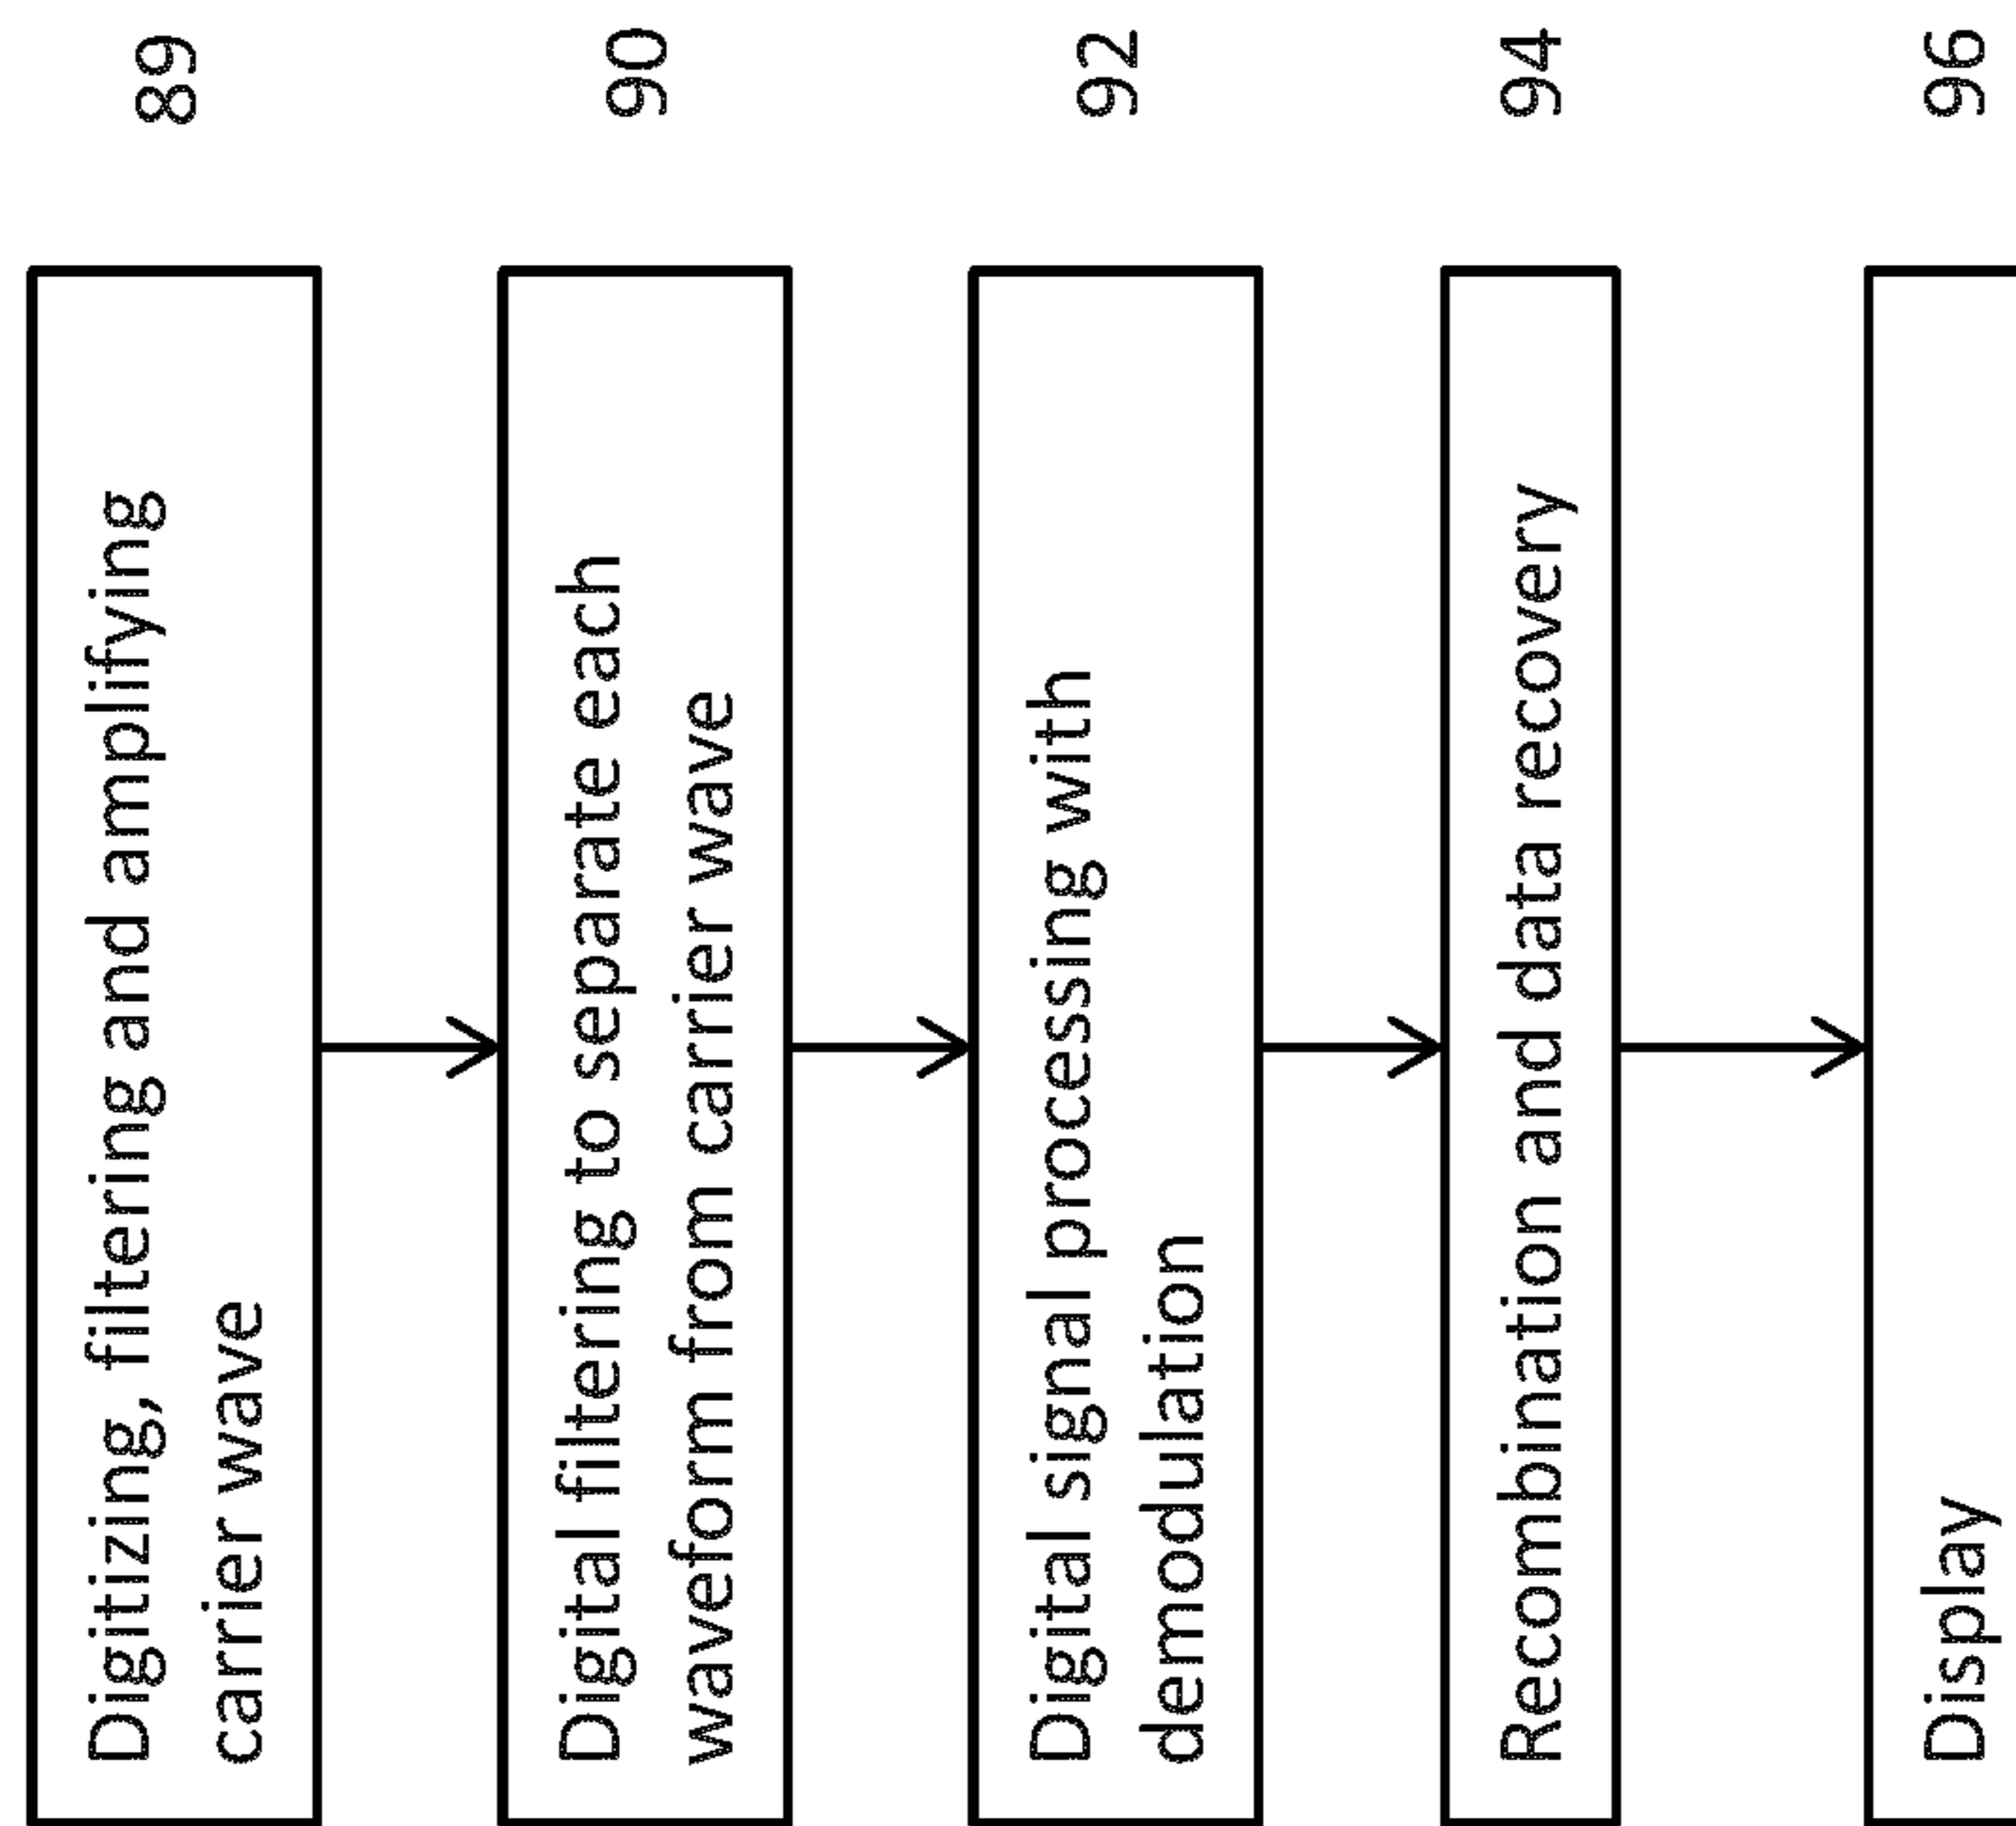 Digitizing, filtering and amplifying
carrier wave
89
Digital filtering to separate each
waveform from carrier wave
90
Digital signal processing with
demodulation
92
Recombination and data recovery
94
Display
96